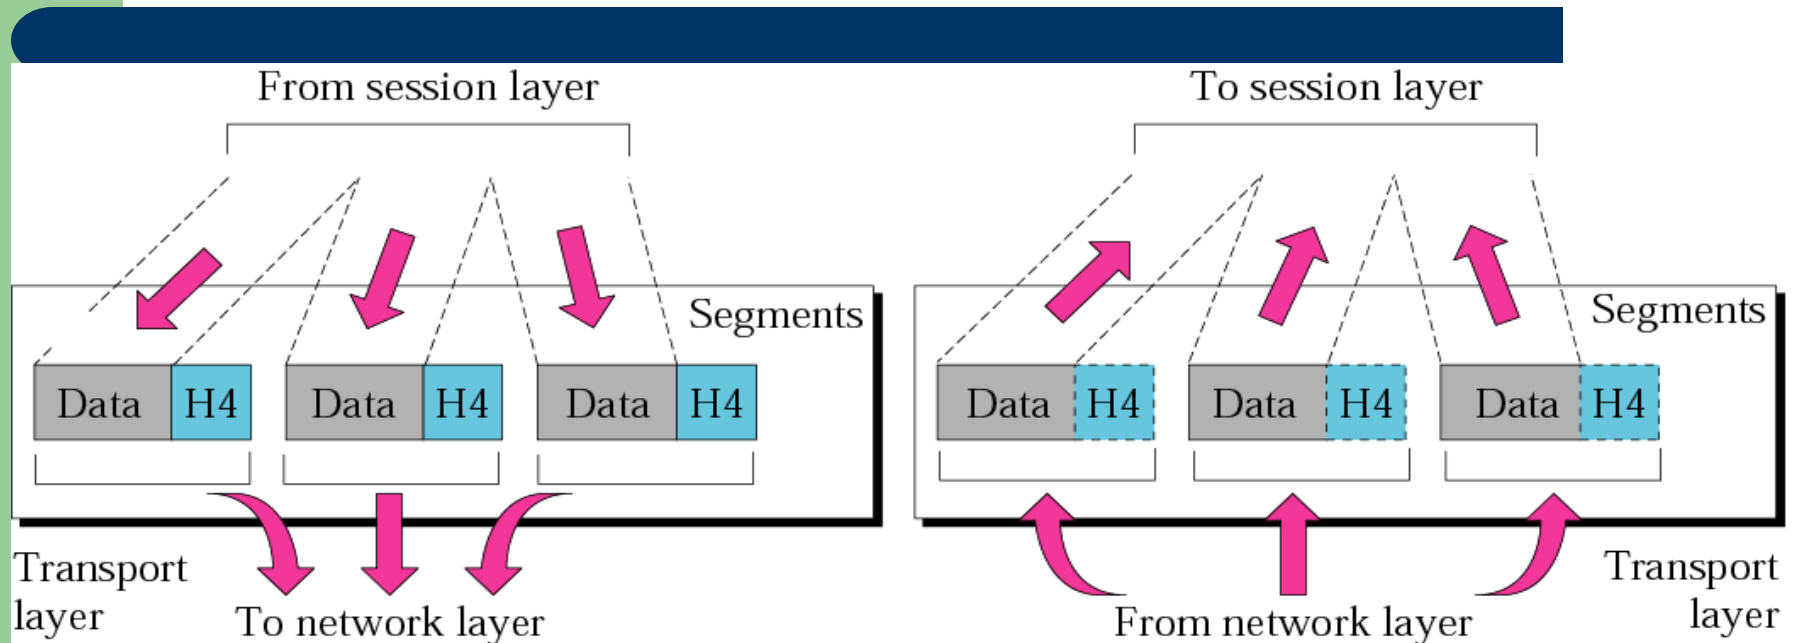 From session layer
Segments
Data H4 Data H4 Data H4
Transport
layer
To network layer
To session layer
Segments
Data H4 Data H4 Data H4
From network layer
Transport
layer